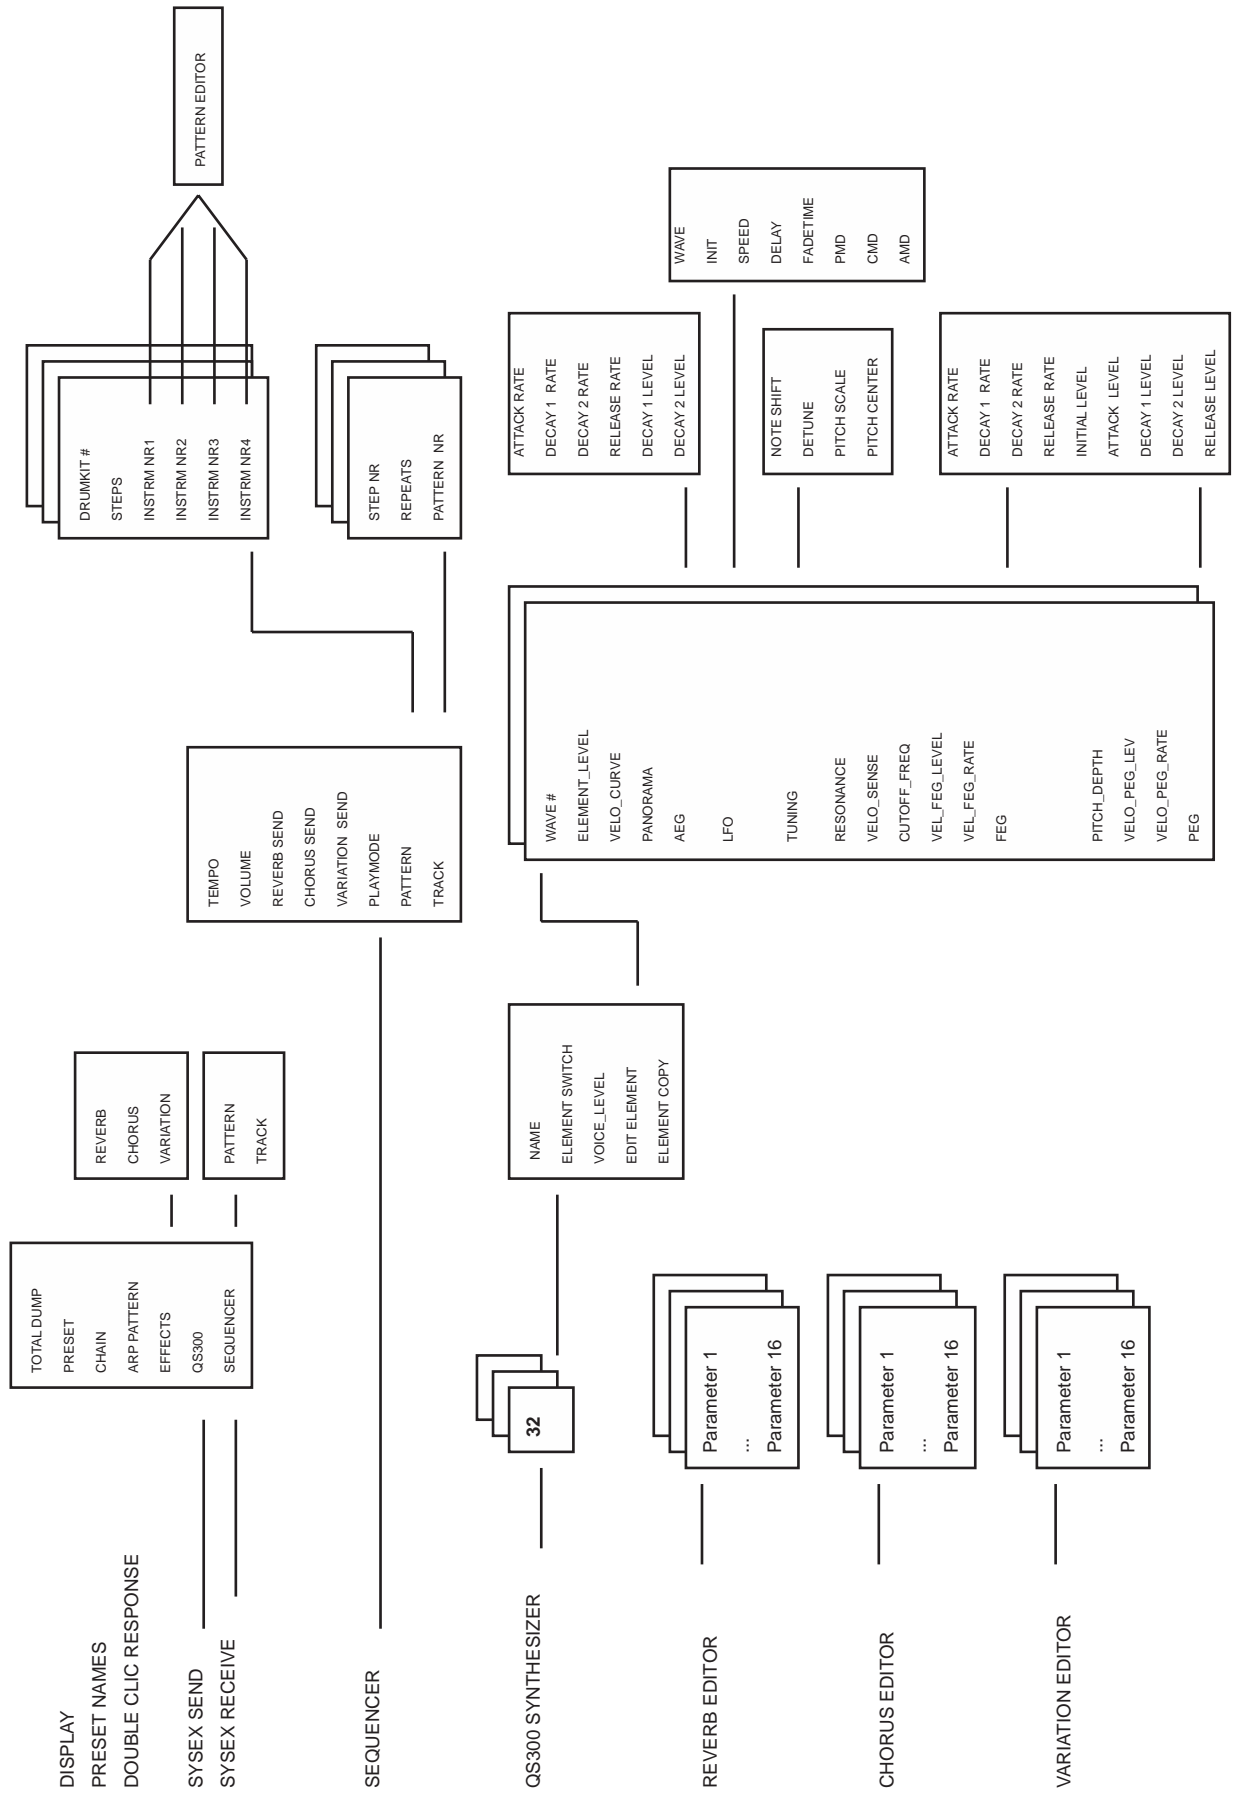 DISPLAY
PRESET NAMES
DOUBLE CLIC RESPONSE
SYSEX SEND
SYSEX RECEIVE
TOTAL DUMP
PRESET
CHAIN
ARP PATTERN
EFFECTS
QS300
SEQUENCER
REVERB
CHORUS
VARIATION
PATTERN
TRACK
SEQUENCER
TEMPO
VOLUME
REVERB SEND
CHORUS SEND
VARIATION SEND
PLAYMODE
PATTERN
TRACK
DRUMKIT #
STEPS
INSTRM NR1
INSTRM NR2
INSTRM NR3
INSTRM NR4
PATTERN EDITOR
STEP NR
REPEATS
PATTERN NR
QS300 SYNTHESIZER
32
NAME
ELEMENT SWITCH
VOICE_LEVEL
EDIT ELEMENT
ELEMENT COPY
WAVE #
ELEMENT_LEVEL
VELO_CURVE
PANORAMA
AEG
LFO
TUNING
RESONANCE
VELO_SENSE
CUTOFF_FREQ
VEL_FEG_LEVEL
VEL_FEG_RATE
FEG
PITCH_DEPTH
VELO_PEG_LEV
VELO_PEG_RATE
PEG
ATTACK RATE
DECAY 1 RATE
DECAY 2 RATE
RELEASE RATE
DECAY 1 LEVEL
DECAY 2 LEVEL
WAVE
INIT
SPEED
DELAY
FADETIME
PMD
CMD
AMD
NOTE SHIFT
DETUNE
PITCH SCALE
PITCH CENTER
ATTACK RATE
DECAY 1 RATE
DECAY 2 RATE
RELEASE RATE
INITIAL LEVEL
ATTACK LEVEL
DECAY 1 LEVEL
DECAY 2 LEVEL
RELEASE LEVEL
REVERB EDITOR
Parameter 1
...
Parameter 16
CHORUS EDITOR
Parameter 1
...
Parameter 16
VARIATION EDITOR
Parameter 1
...
Parameter 16